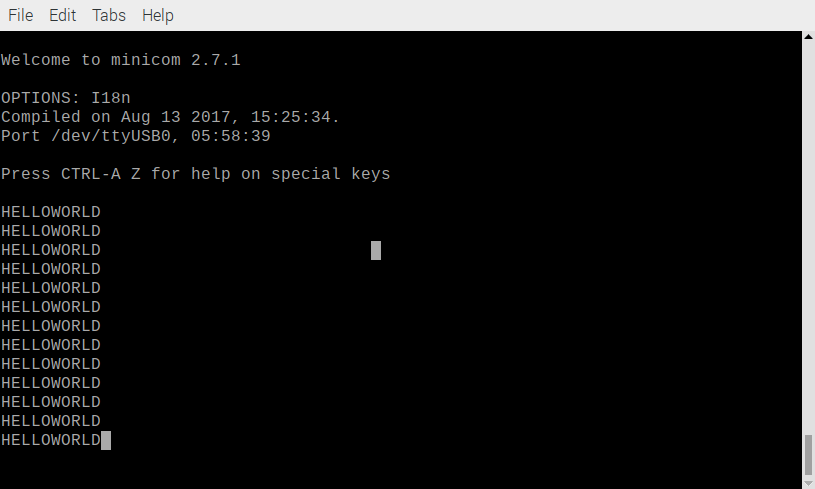 File Edit Tabs Help
Welcome to minicom 2.7.1
OPTIONS: I18n
Compiled on Aug 13 2017, 15:25:34.
Port /dev/ttyUSB0, 05:58:39
Press CTRL-A Z for help on special keys
HELLOWORLD
HELLOWORLD
HELLOWORLD
HELLOWORLD
HELLOWORLD
HELLOWORLD
HELLOWORLD
HELLOWORLD
HELLOWORLD
HELLOWORLD
HELLOWORLD
HELLOWORLD
HELLOWORLD